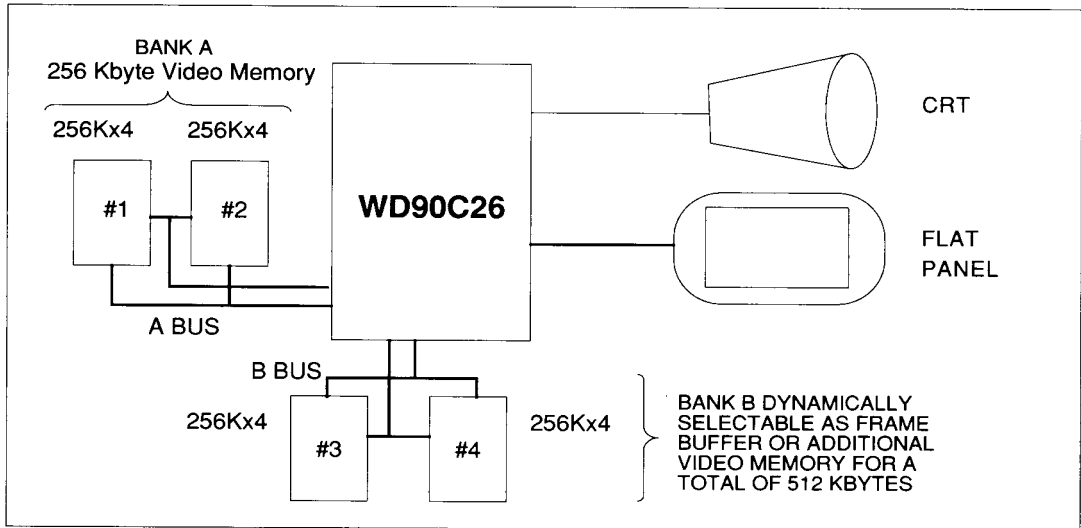 BANK A
256 Kbyte Video Memory
256Kx4
256Kx4
#1
#2
A BUS
WD90C26
CRT
FLAT
PANEL
B BUS
256Kx4
#3
#4
256Kx4
BANK B DYNAMICALLY
SELECTABLE AS FRAME
BUFFER OR ADDITIONAL
VIDEO MEMORY FOR A
TOTAL OF 512 KBYTES